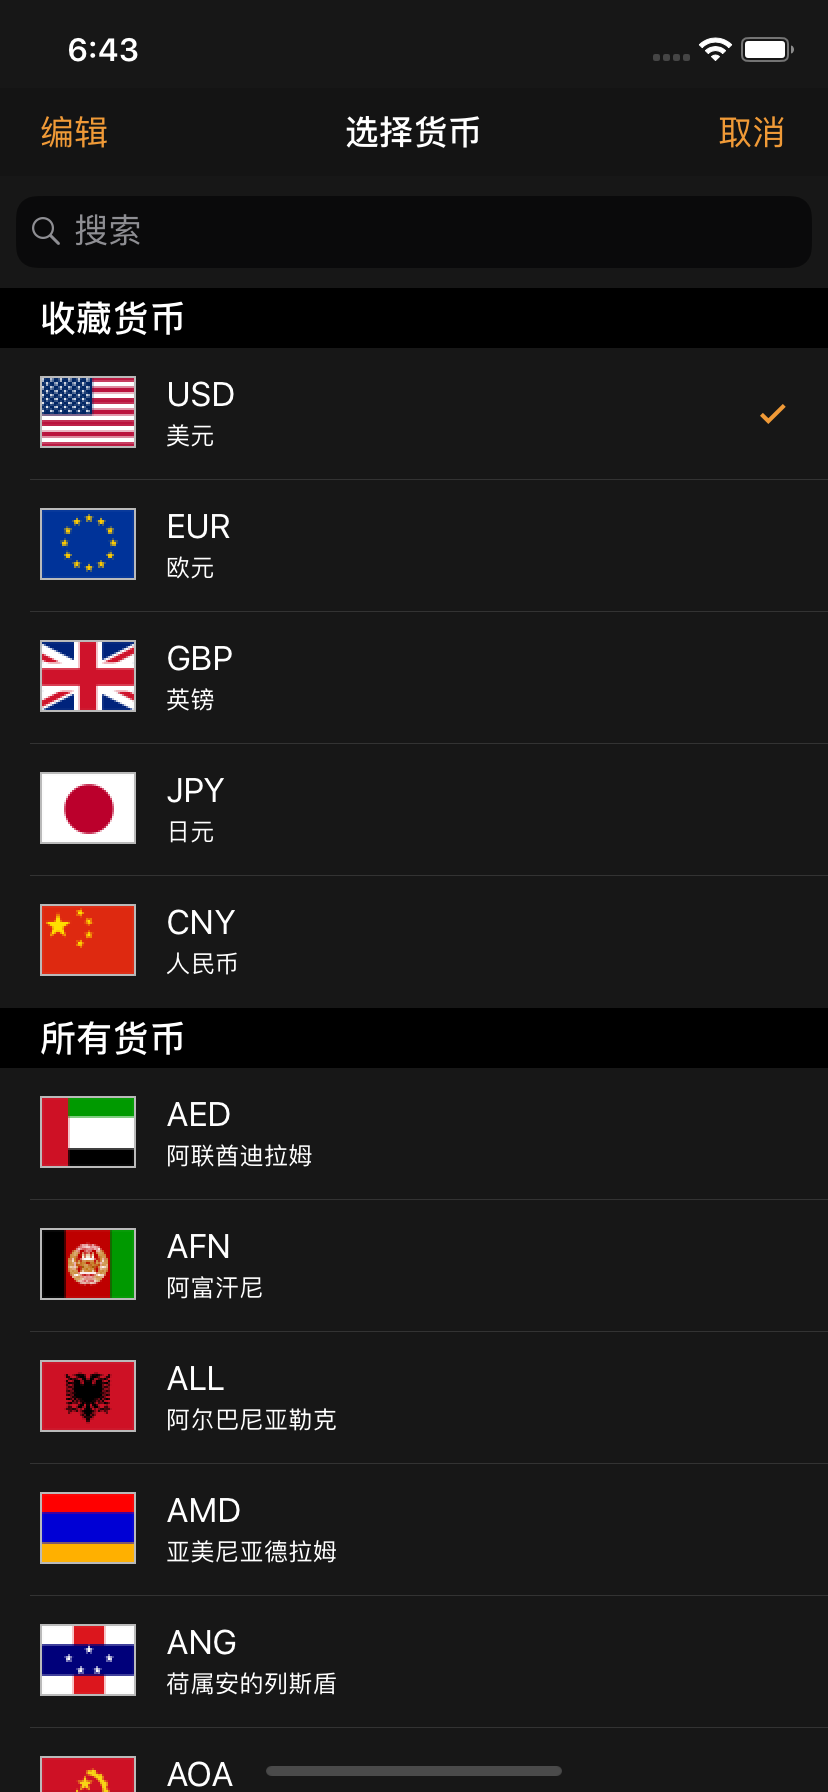 6:43
编辑 选择货币 取消
搜索
收藏货币
USD
美元
EUR
欧元
GBP
英镑
JPY
日元
CNY
人民币
所有货币
AED
阿联酋迪拉姆
AFN
阿富汗尼
ALL
阿尔巴尼亚勒克
AMD
亚美尼亚德拉姆
ANG
荷属安的列斯盾
AOA